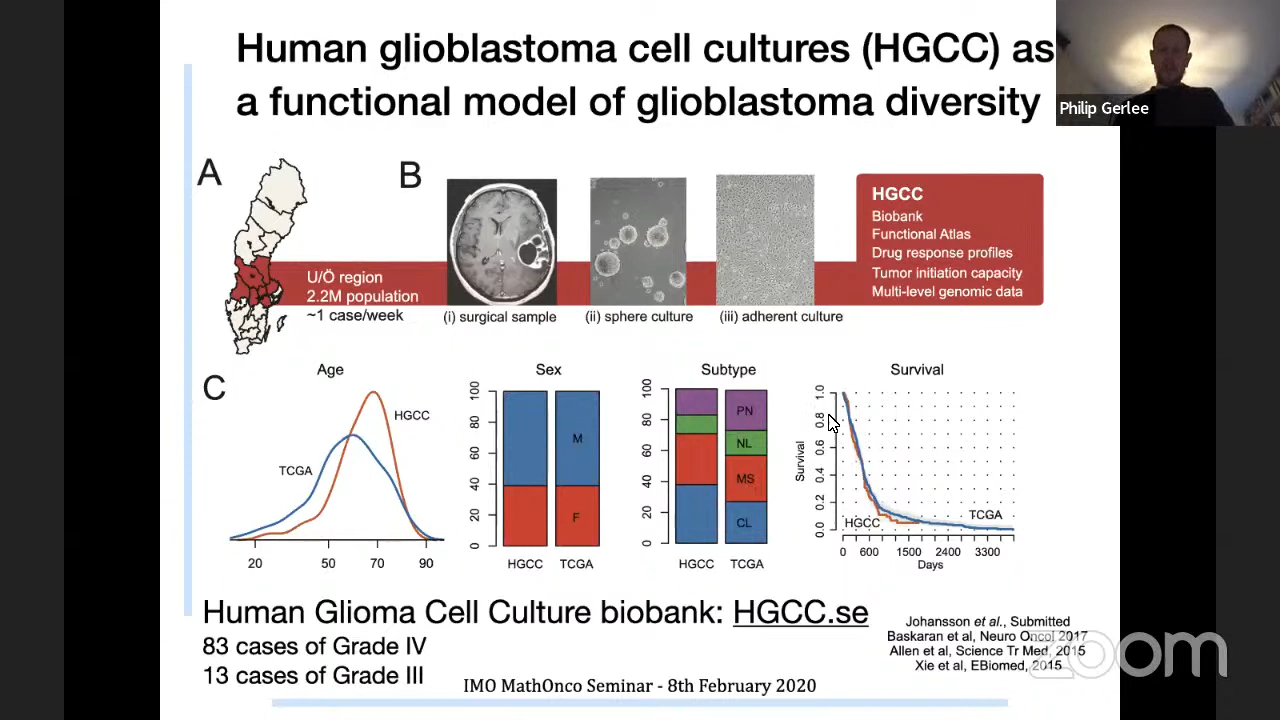 Human glioblastoma cell cultures (HGCC) as
a functional model of glioblastoma diversity
Philip Gerlee
A
B
U/Ö region
2.2M population
~1 case/week
(i) surgical sample
(ii) sphere culture
(iii) adherent culture
HGCC
Biobank
Functional Atlas
Drug response profiles
Tumor initiation capacity
Multi-level genomic data
C
Age
HGCC
TCGA
20 50 70 90
Sex
100
80
60
40
20
0
M
F
HGCC TCGA
Subtype
100
80
60
40
20
0
PN
NL
MS
CL
HGCC TCGA
Survival
Survival
1.0
0.8
0.6
0.4
0.2
0.0
HGCC
TCGA
0 600 1500 2400 3300
Days
Human Glioma Cell Culture biobank: HGCC.se
83 cases of Grade IV
13 cases of Grade III
Johansson et al., Submitted
Baskaran et al, Neuro Oncol 2017
Allen et al, Science Tr Med, 2015
Xie et al, EBiomed, 2015
IMO MathOnco Seminar - 8th February 2020
zoom